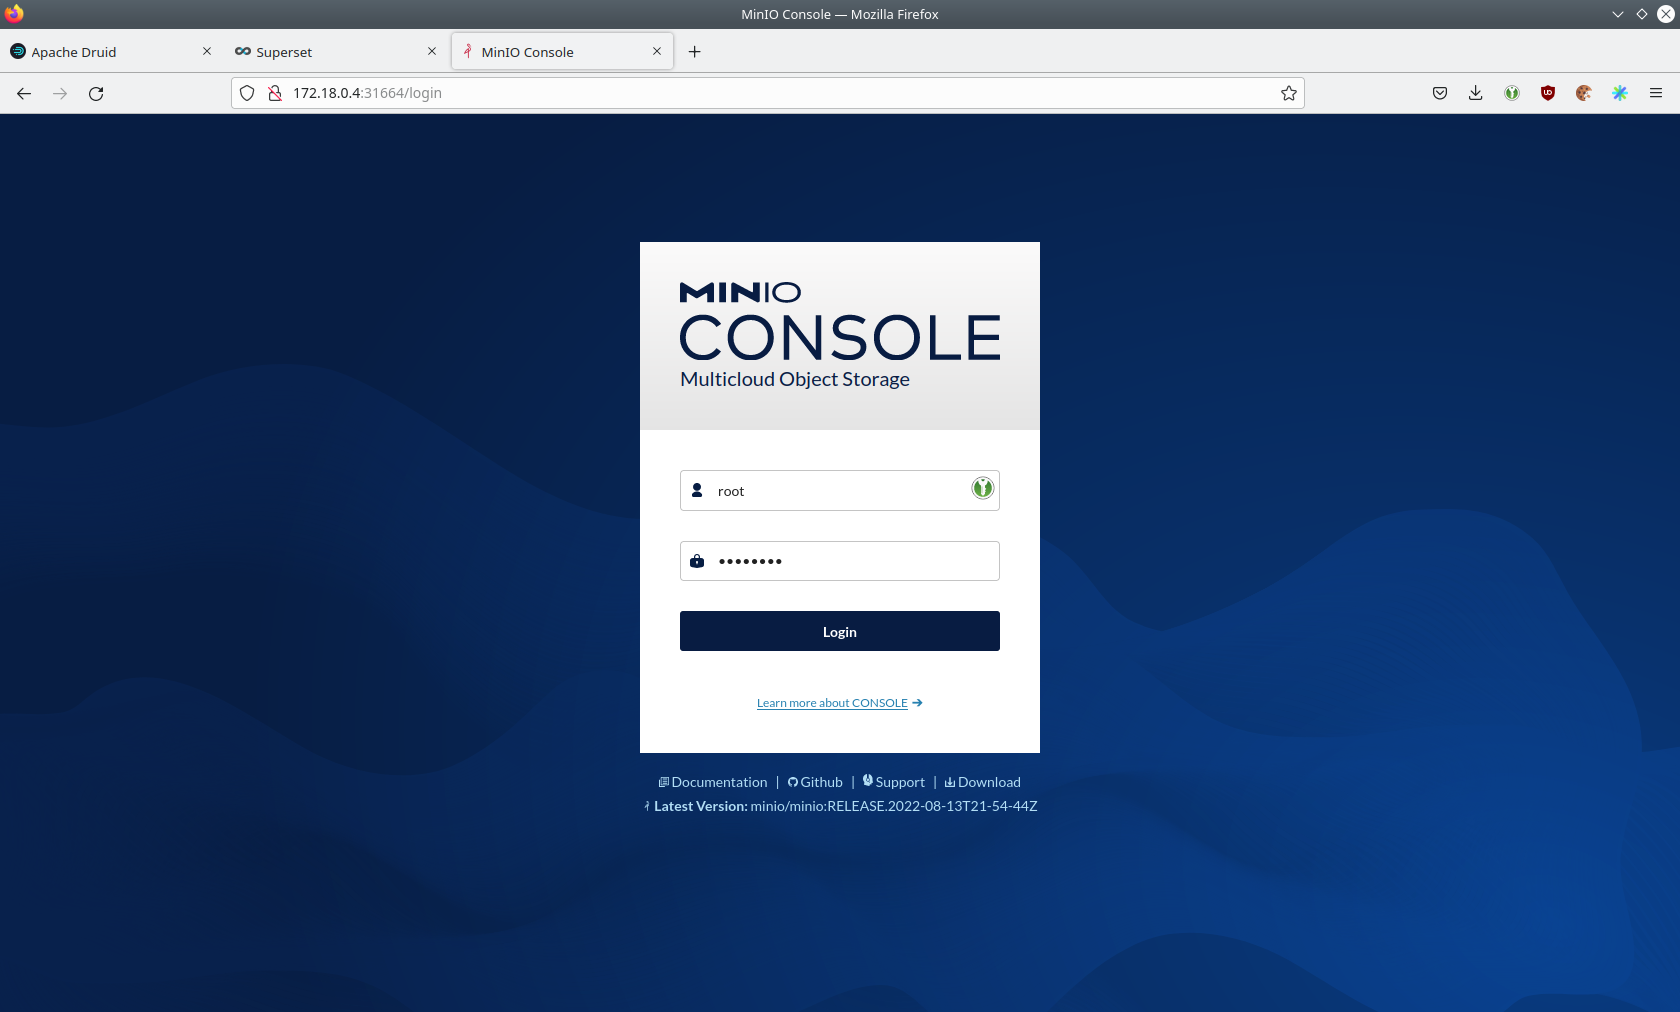 MinIO Console — Mozilla Firefox
Apache Druid
Superset
MinIO Console
172.18.0.4:31664/login
MINIO
CONSOLE
Multicloud Object Storage
root
••••••••
Login
Learn more about CONSOLE ➔
Documentation | Github | Support | Download
Latest Version: minio/minio:RELEASE.2022-08-13T21-54-44Z